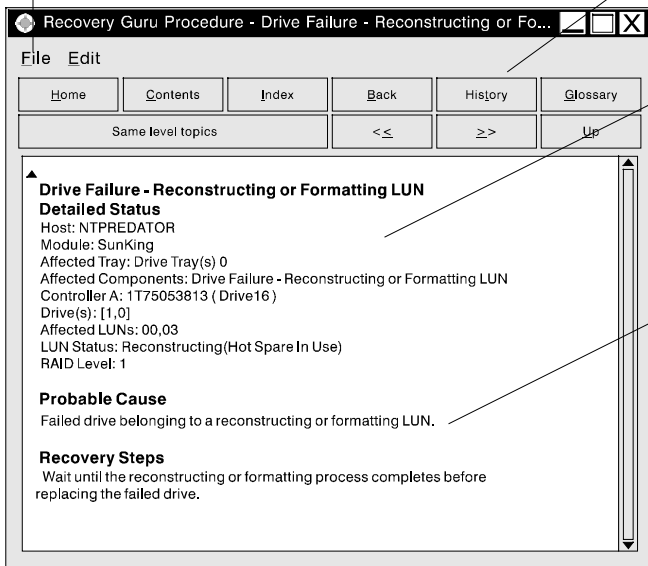 Recovery Guru Procedure - Drive Failure - Reconstructing or Fo...
File Edit
Home Contents Index Back History Glossary
Same level topics << >> Up
Drive Failure - Reconstructing or Formatting LUN
Detailed Status
Host: NTPREDATOR
Module: SunKing
Affected Tray: Drive Tray(s) 0
Affected Components: Drive Failure - Reconstructing or Formatting LUN
Controller A: 1T75053813 ( Drive16 )
Drive(s): [1,0]
Affected LUNs: 00,03
LUN Status: Reconstructing(Hot Spare In Use)
RAID Level: 1
Probable Cause
Failed drive belonging to a reconstructing or formatting LUN.
Recovery Steps
Wait until the reconstructing or formatting process completes before
replacing the failed drive.